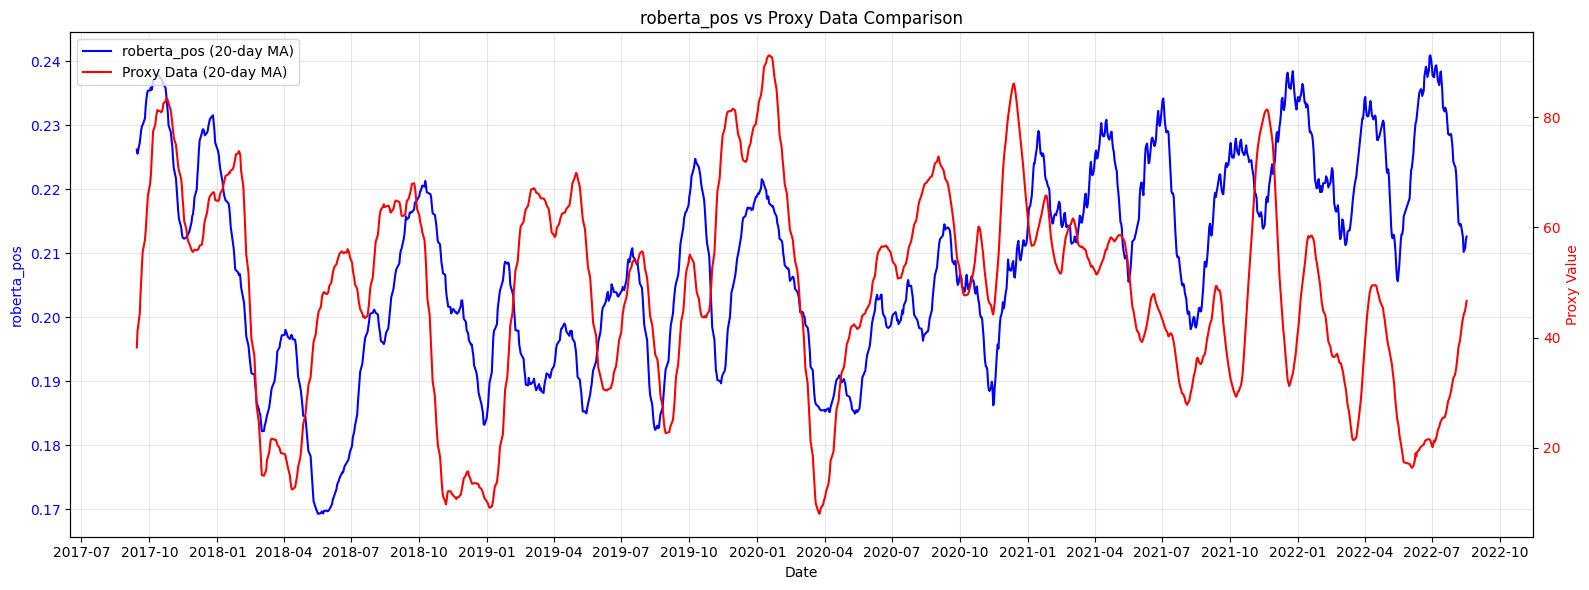 roberta_pos vs Proxy Data Comparison
roberta_pos (20-day MA)
Proxy Data (20-day MA)
0.24
0.23
0.22
0.21
0.20
0.19
0.18
0.17
roberta_pos
80
60
40
20
Proxy Value
2017-07 2017-10 2018-01 2018-04 2018-07 2018-10 2019-01 2019-04 2019-07 2019-10 2020-01 2020-04 2020-07 2020-10 2021-01 2021-04 2021-07 2021-10 2022-01 2022-04 2022-07 2022-10
Date